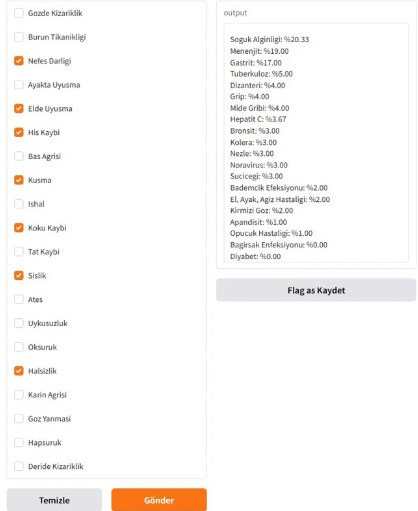 Gozde Kizariklik
Burun Tikanikligi
Nefes Darligi
Ayakta Uyusma
Elde Uyusma
His Kaybi
Bas Agrisi
Kusma
Ishal
Koku Kaybi
Tat Kaybi
Sislik
Ates
Uykusuzluk
Oksuruk
Halsizlik
Karin Agrisi
Goz Yanmasi
Hapsuruk
Deride Kizariklik
Temizle
Gönder
output
Soguk Alginligi: %20.33
Menenjit: %19.00
Gastrit: %17.00
Tuberkuloz: %5.00
Dizanteri: %4.00
Grip: %4.00
Mide Gribi: %4.00
Hepatit C: %3.67
Bronsit: %3.00
Kolera: %3.00
Nezle: %3.00
Noravirus: %3.00
Sucicegi: %3.00
Bademcik Efeksiyonu: %2.00
El, Ayak, Agiz Hastaligi: %2.00
Kirmizi Goz: %2.00
Apandisit: %1.00
Opucuk Hastaligi: %1.00
Bagirsak Enfeksiyonu: %0.00
Diyabet: %0.00
Flag as Kaydet